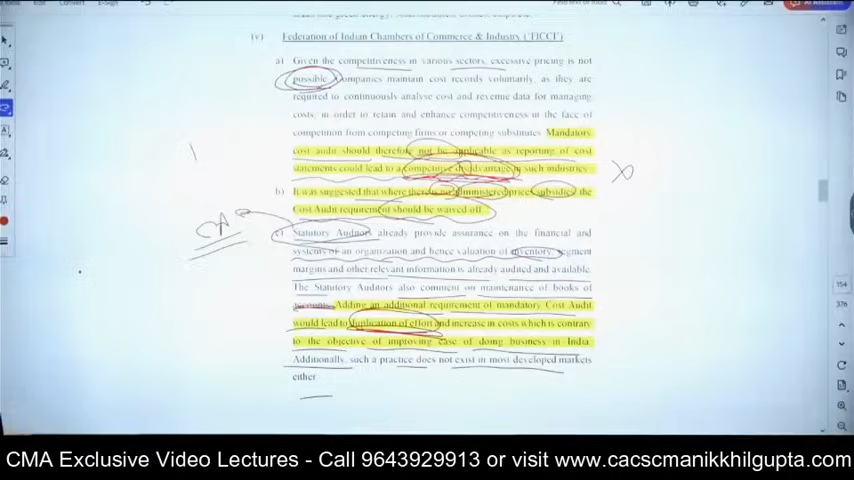 Edit Convert E-Sign
(v) Federation of Indian Chambers of Commerce & Industry ('FICCI')
a) Given the competitiveness in various sectors, excessive pricing is not
possible. Companies maintain cost records voluntarily, as they are
required to continuously analyse cost and revenue data for managing
costs, in order to retain and enhance competitiveness in the face of
competition from competing firms or competing substitutes. Mandatory
cost audit should therefore not be applicable as reporting of cost
statements could lead to a competitive disadvantage in such industries.
b) It was suggested that where there is no administered price/subsidies, the
Cost Audit requirement should be waived off.
CA
c) Statutory Auditors already provide assurance on the financial and
systems of an organization and hence valuation of inventory, segment
margins and other relevant information is already audited and available.
The Statutory Auditors also comment on maintenance of books of
accounts. Adding an additional requirement of mandatory Cost Audit
would lead to duplication of effort and increase in costs which is contrary
to the objective of improving ease of doing business in India.
Additionally, such a practice does not exist in most developed markets
either
154
376
CMA Exclusive Video Lectures - Call 9643929913 or visit www.cacscmanikkhilgupta.com